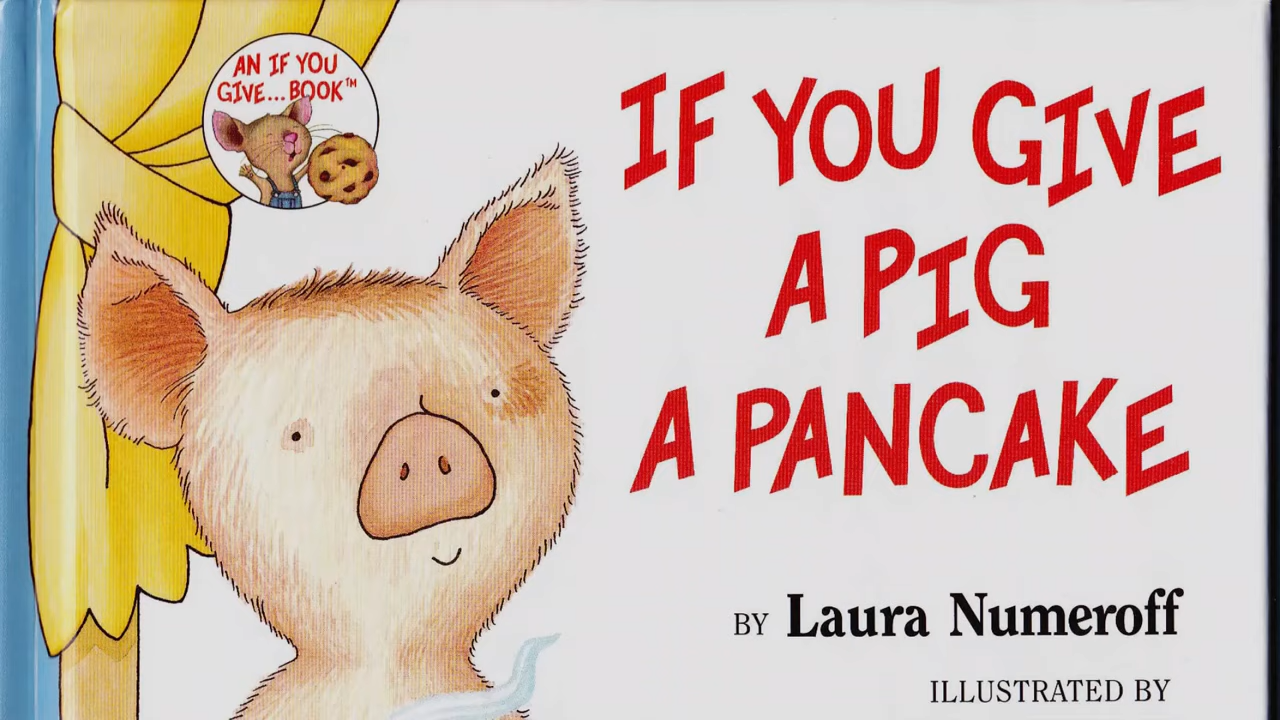 AN IF YOU
GIVE...BOOK™
IF YOU GIVE
A PIG
A PANCAKE
BY Laura Numeroff
ILLUSTRATED BY